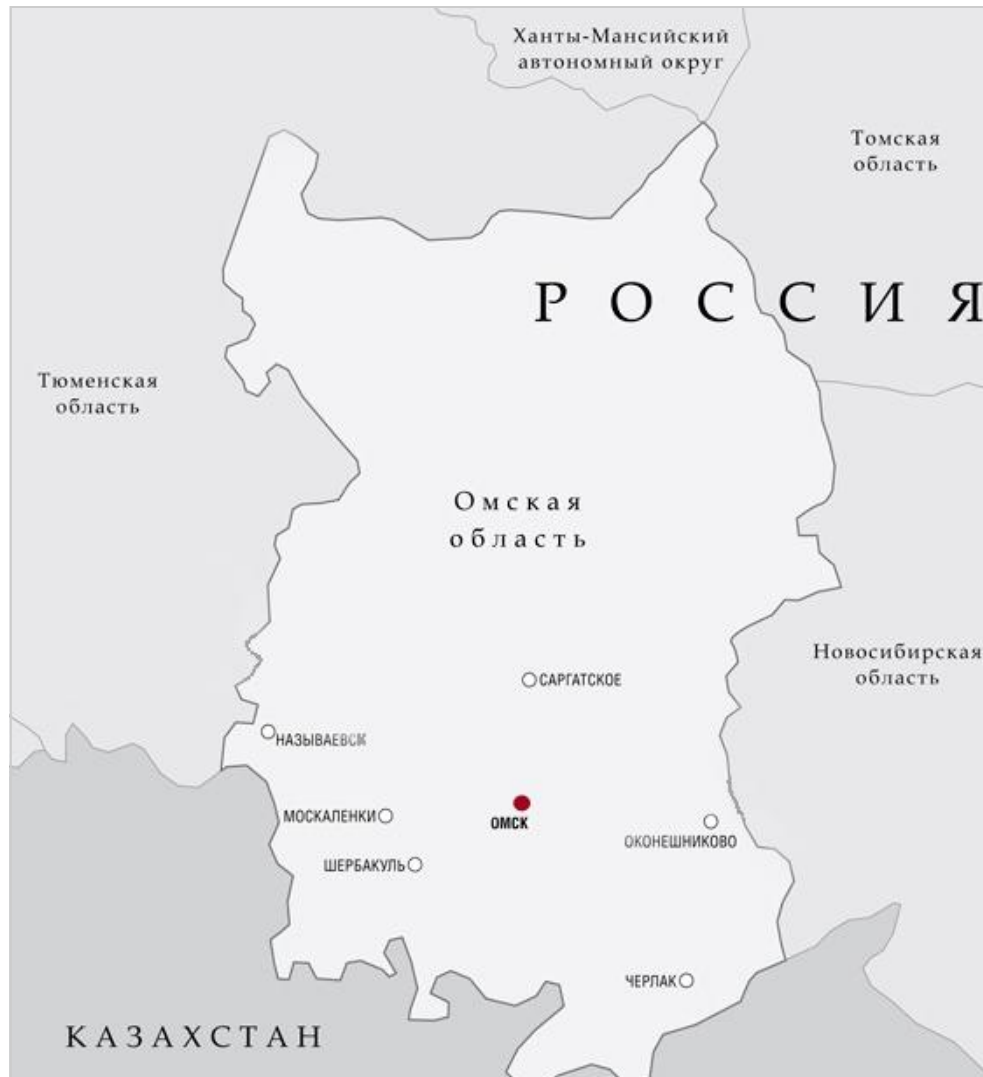 Ханты-Мансийский
автономный округ
Томская
область
РОССИЯ
Тюменская
область
Омская
область
Новосибирская
область
САРГАТСКОЕ
НАЗЫВАЕВСК
МОСКАЛЕНКИ
ОМСК
ОКОНЕШНИКОВО
ШЕРБАКУЛЬ
ЧЕРЛАК
КАЗАХСТАН